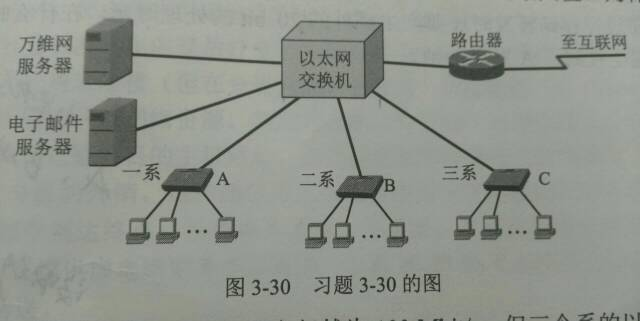 万维网
服务器
以太网
交换机
路由器
至互联网
电子邮件
服务器
一系
A
二系
B
三系
C
...
...
...
图 3-30 习题 3-30 的图